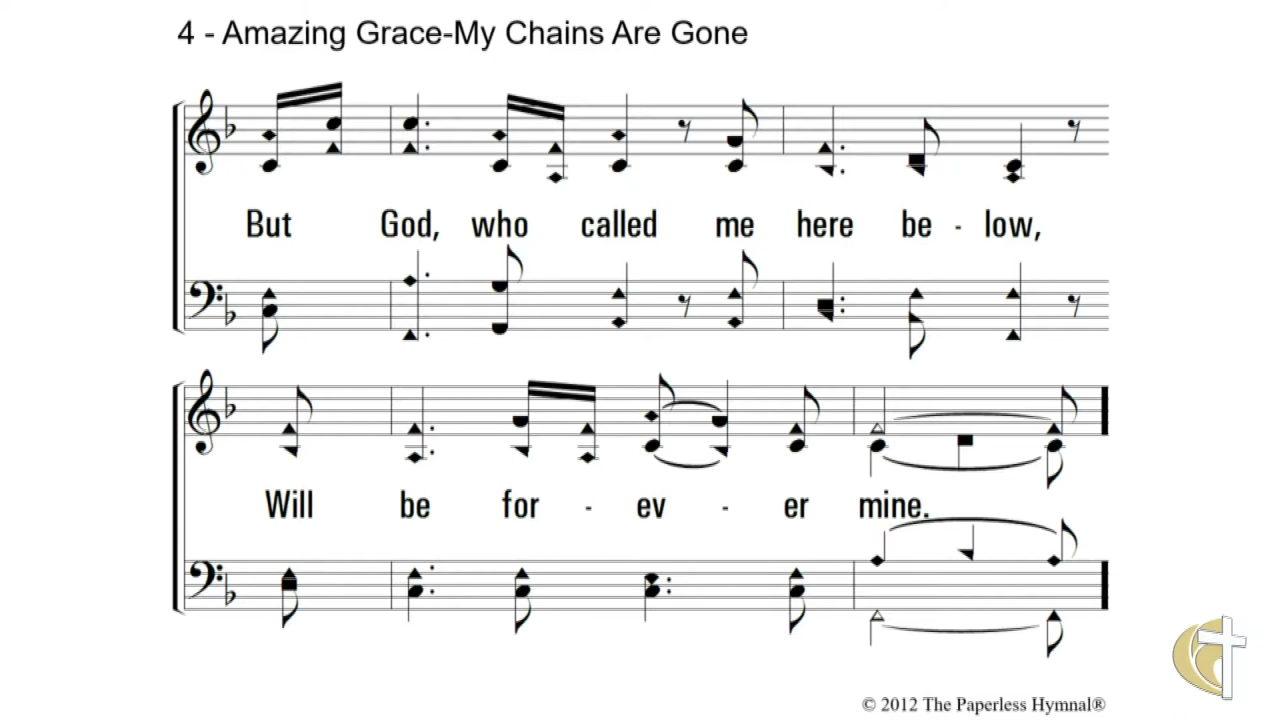 4 - Amazing Grace-My Chains Are Gone
But God, who called me here be - low,
Will be for - ev - er mine.
© 2012 The Paperless Hymnal®